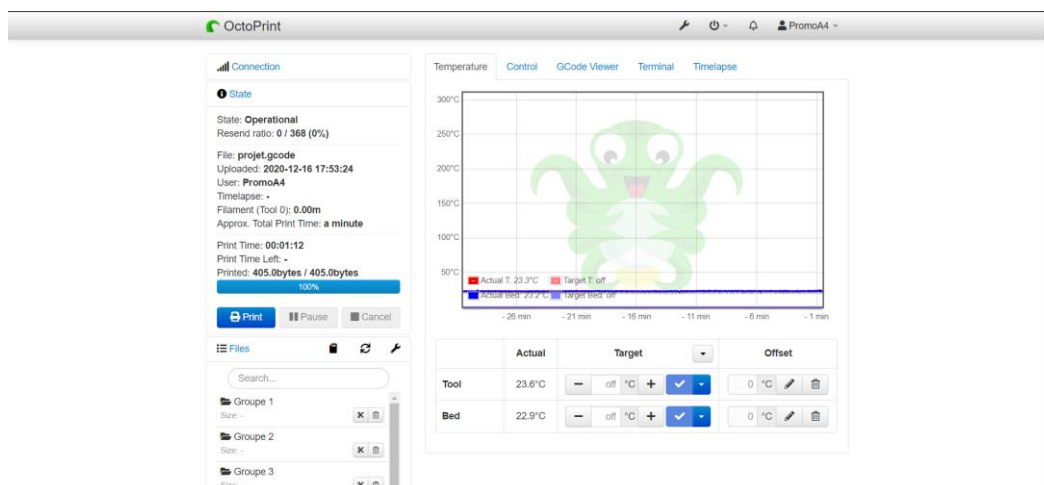 OctoPrint
PromoA4
Connection
State
State: Operational
Resend ratio: 0 / 368 (0%)
File: projet.gcode
Uploaded: 2020-12-16 17:53:24
User: PromoA4
Timelapse: -
Filament (Tool 0): 0.00m
Approx. Total Print Time: a minute
Print Time: 00:01:12
Print Time Left: -
Printed: 405.0bytes / 405.0bytes
100%
Print Pause Cancel
Files
Search...
Groupe 1
Size: -
Groupe 2
Size: -
Groupe 3
Size: -
Temperature Control GCode Viewer Terminal Timelapse
300°C
250°C
200°C
150°C
100°C
50°C
Actual T: 23.3°C Target T: off
Actual Bed: 23.2°C Target Bed: off
- 26 min - 21 min - 16 min - 11 min - 6 min - 1 min
Actual Target Offset
Tool 23.6°C off °C 0 °C
Bed 22.9°C off °C 0 °C